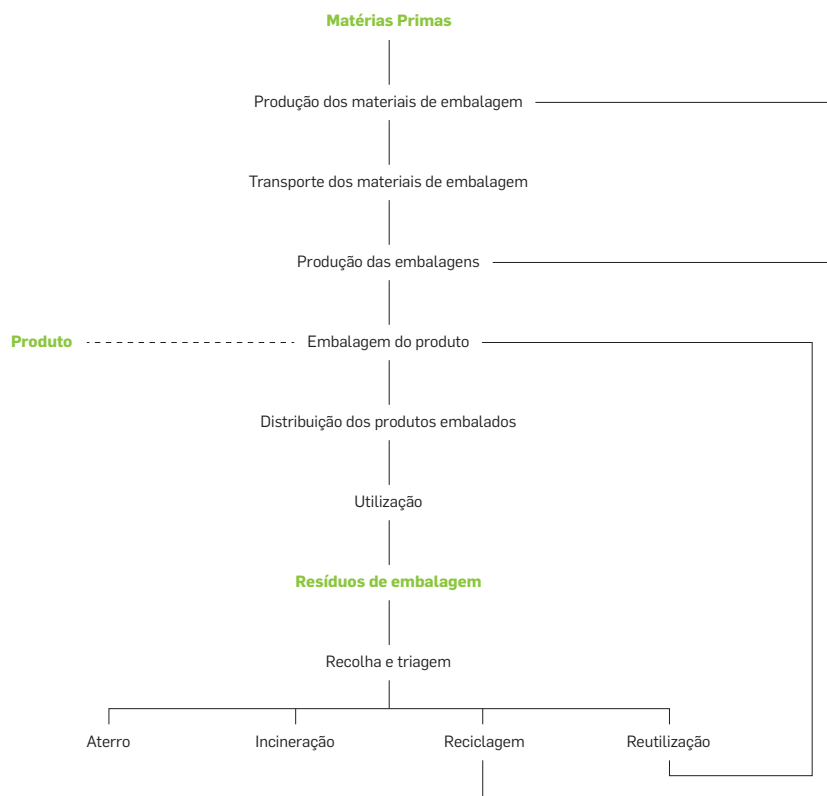 Matérias Primas
Produção dos materiais de embalagem
Transporte dos materiais de embalagem
Produção das embalagens
Produto
Embalagem do produto
Distribuição dos produtos embalados
Utilização
Resíduos de embalagem
Recolha e triagem
Aterro
Incineração
Reciclagem
Reutilização